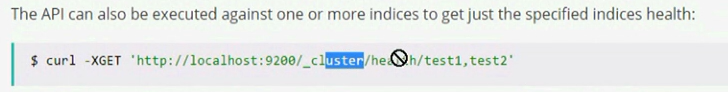 The API can also be executed against one or more indices to get just the specified indices health:
$ curl -XGET 'http://localhost:9200/_cluster/health/test1,test2'